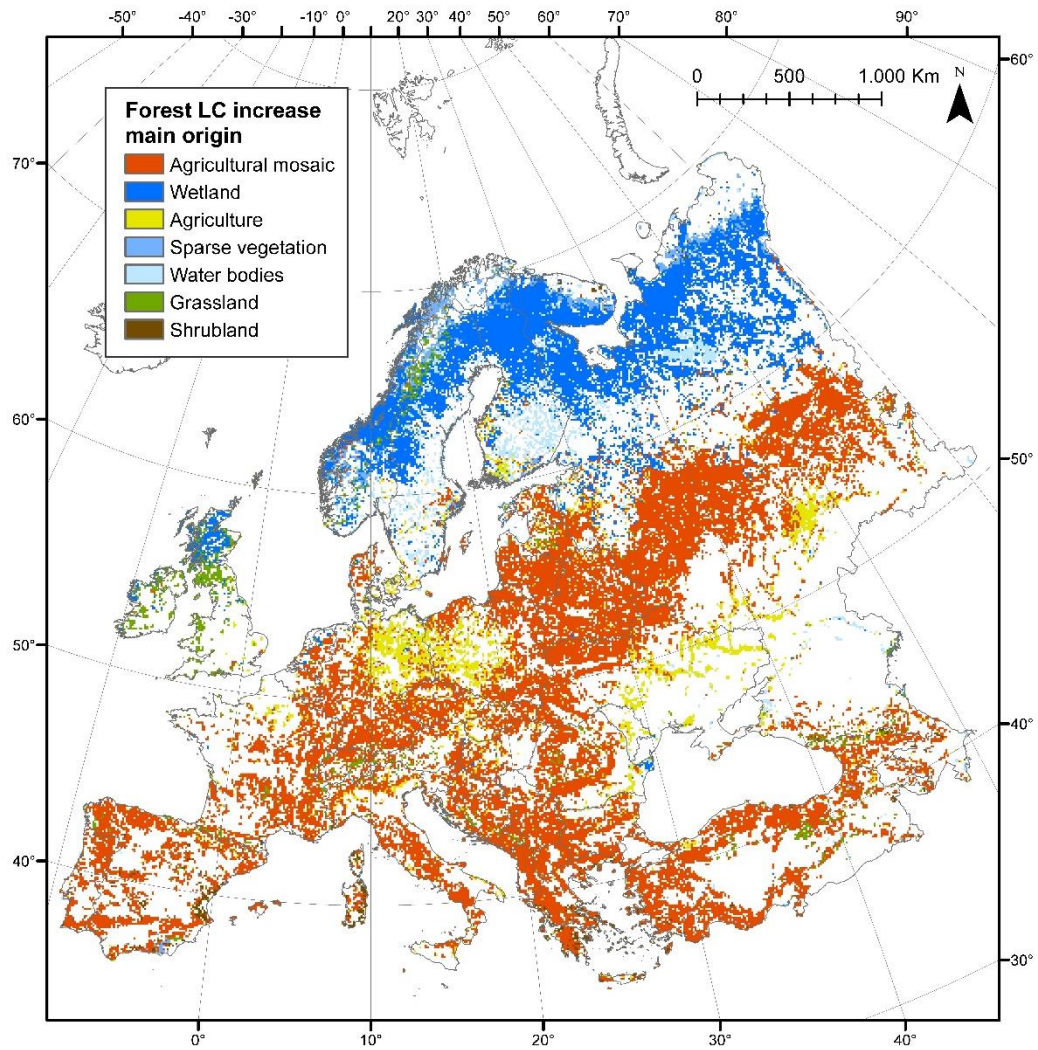 -50° -40° -30° -20° -10° 0° 10° 20° 30° 40° 50° 60° 70° 80° 90°
0 500 1.000 Km
N
60°
Forest LC increase
main origin
Agricultural mosaic
Wetland
Agriculture
Sparse vegetation
Water bodies
Grassland
Shrubland
70°
60°
50°
50°
40°
40°
30°
0° 10° 20° 30° 40°